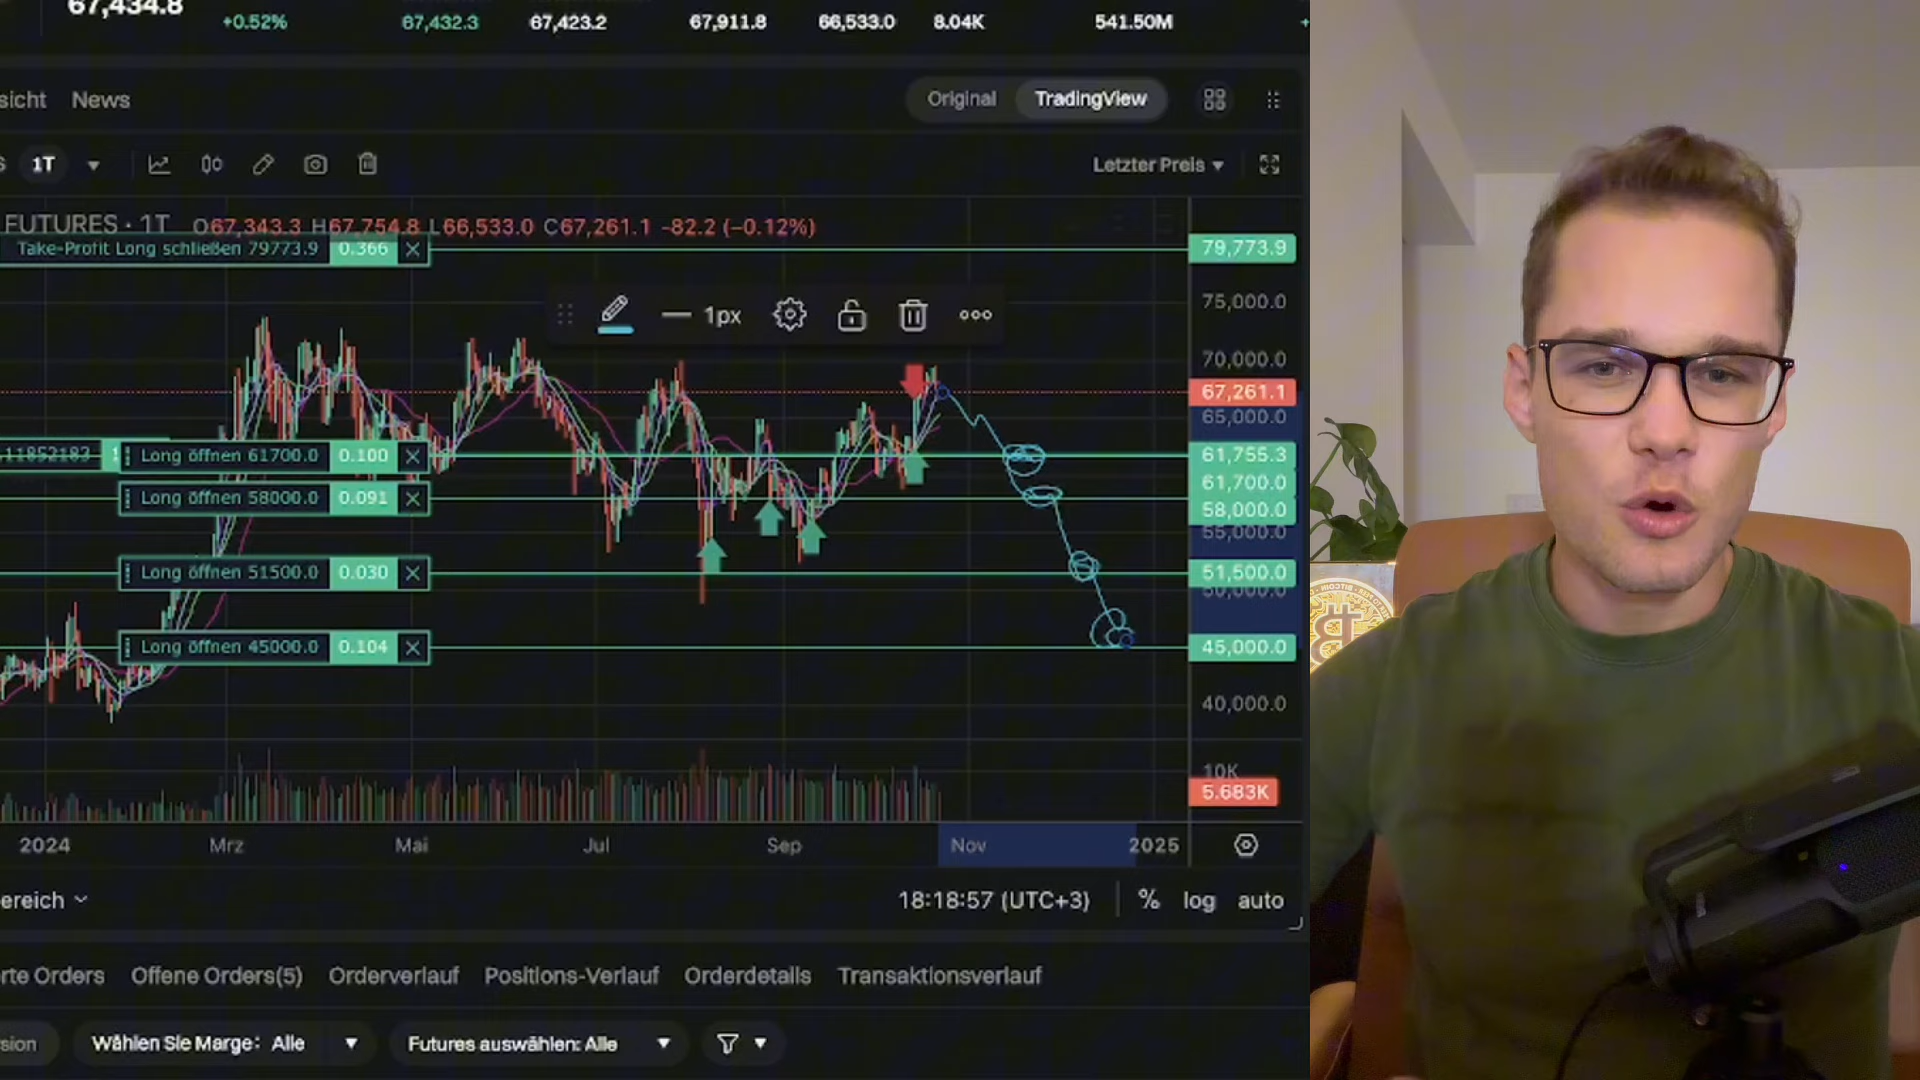 67,434.8
+0.52% 67,432.3 67,423.2 67,911.8 66,533.0 8.04K 541.50M +
sicht News Original TradingView
1T Letzter Preis
FUTURES · 1T O67,343.3 H67,754.8 L66,533.0 C67,261.1 -82.2 (-0.12%)
Take-Profit Long schließen 79773.9 0.366 79,773.9
1px 75,000.0
70,000.0
67,261.1
65,000.0
.11852183 Long öffnen 61700.0 0.100 61,755.3
61,700.0
Long öffnen 58000.0 0.091 58,000.0
55,000.0
Long öffnen 51500.0 0.030 51,500.0
50,000.0
Long öffnen 45000.0 0.104 45,000.0
40,000.0
10K
5.683K
2024 Mrz Mai Jul Sep Nov 2025
ereich 18:18:57 (UTC+3) % log auto
rte Orders Offene Orders(5) Orderverlauf Positions-Verlauf Orderdetails Transaktionsverlauf
sion Wählen Sie Marge: Alle Futures auswählen: Alle